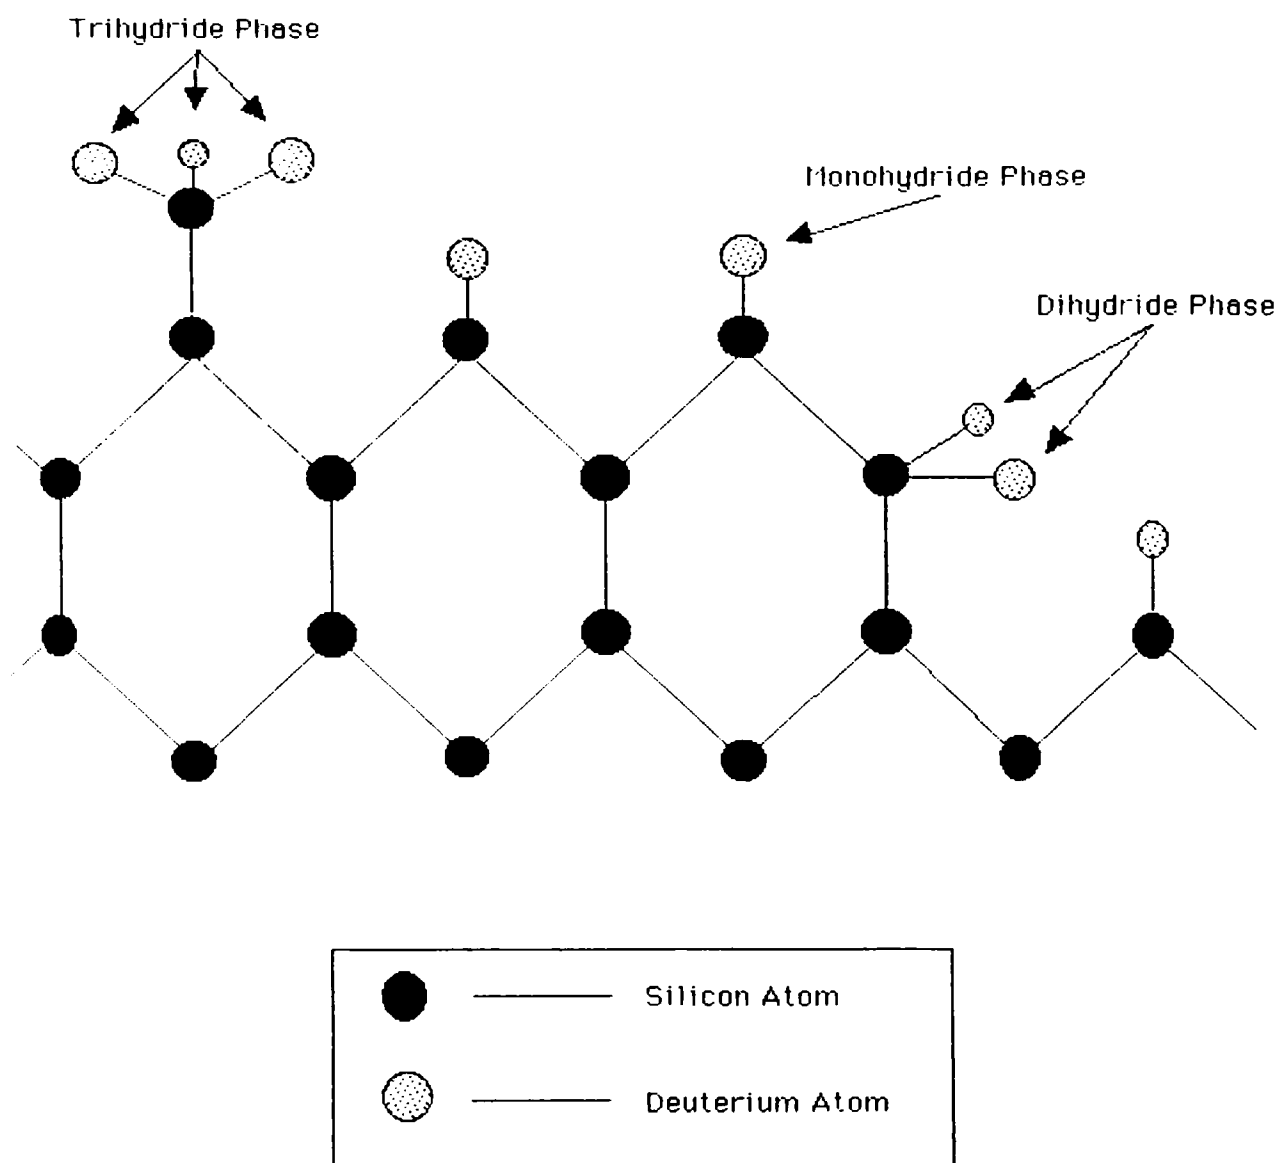 Trihydride Phase
Monohydride Phase
Dihydride Phase
Silicon Atom
Deuterium Atom